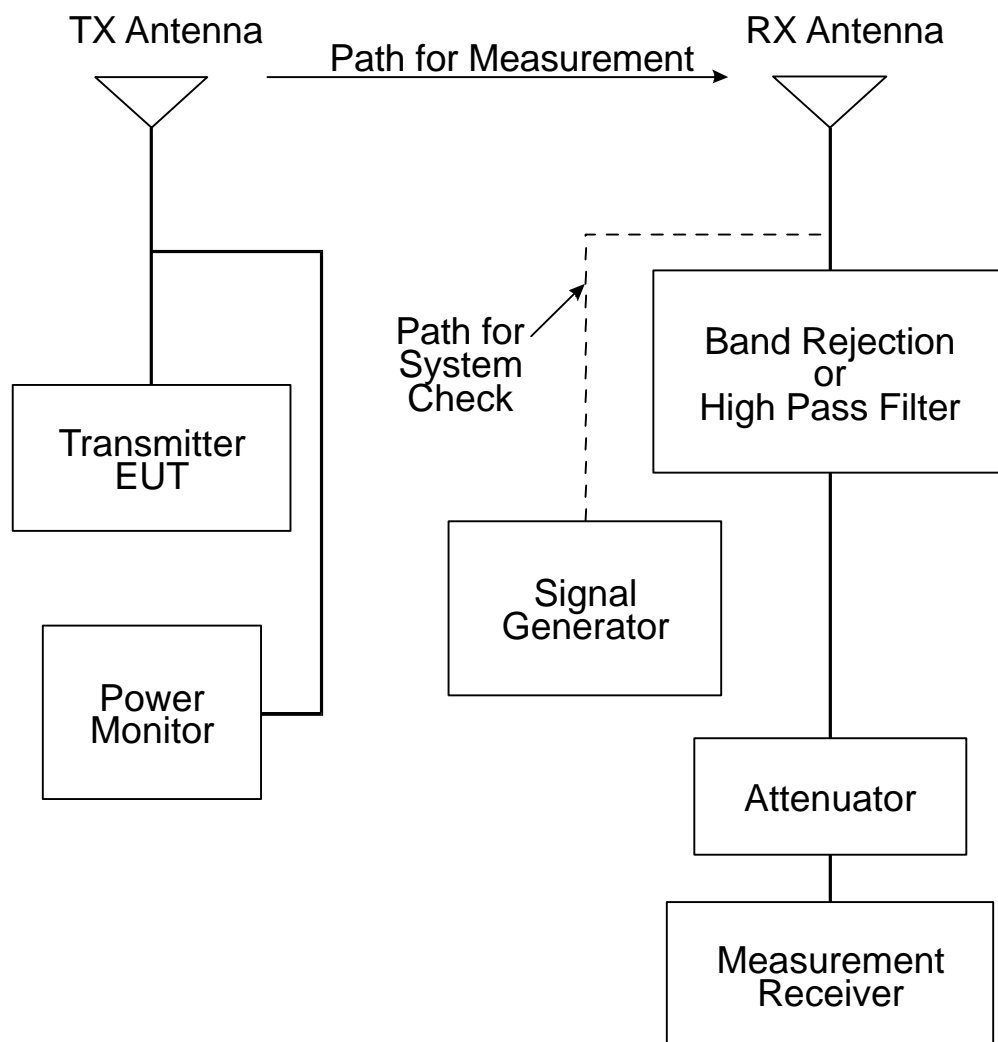 TX Antenna
RX Antenna
Path for Measurement
Path for
System
Check
Band Rejection
or
High Pass Filter
Transmitter
EUT
Signal
Generator
Power
Monitor
Attenuator
Measurement
Receiver